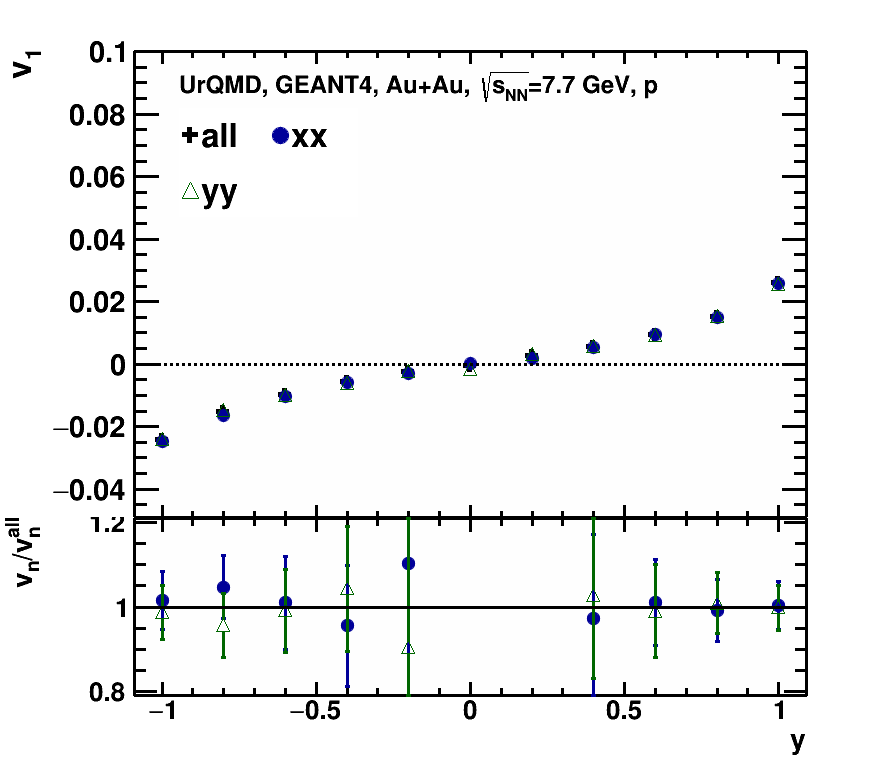 v1
0.1
UrQMD, GEANT4, Au+Au, √sNN=7.7 GeV, p
0.08
all xx
0.06
yy
0.04
0.02
0
−0.02
−0.04
vn/vnall
1.2
1
0.8
−1 −0.5 0 0.5 1
y